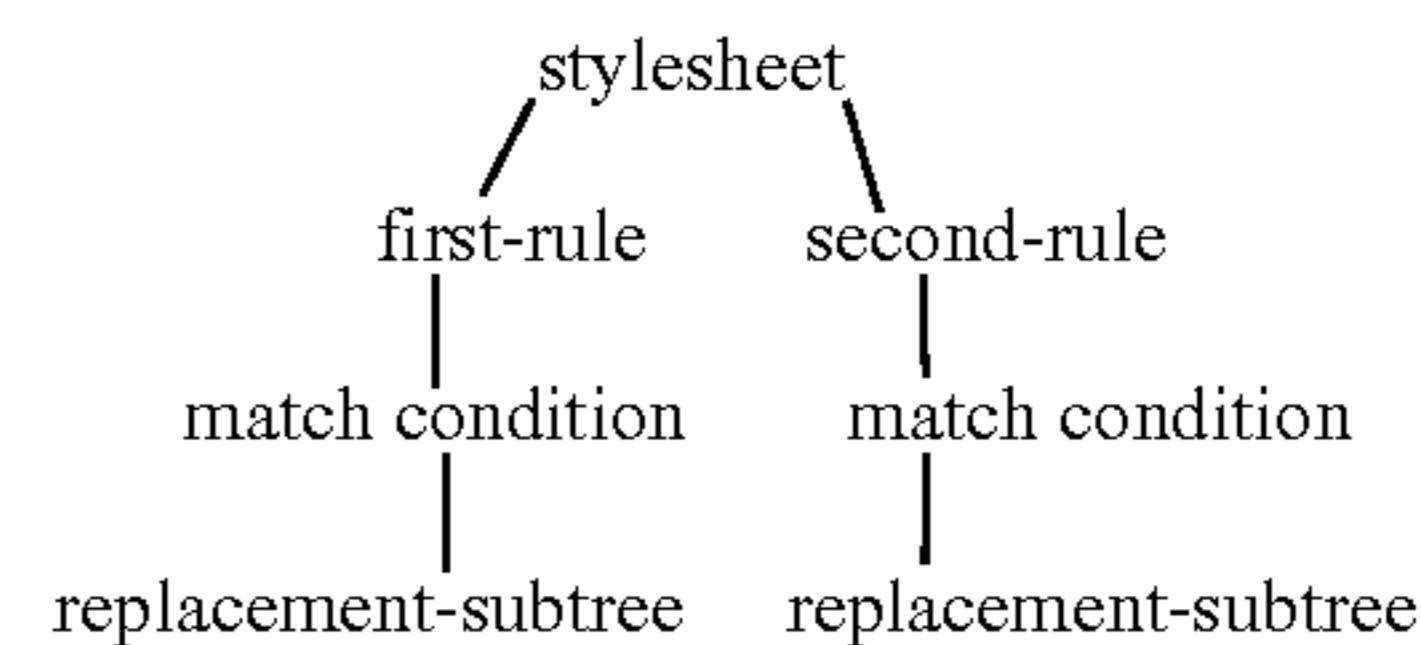 stylesheet
first-rule second-rule
match condition match condition
replacement-subtree replacement-subtree